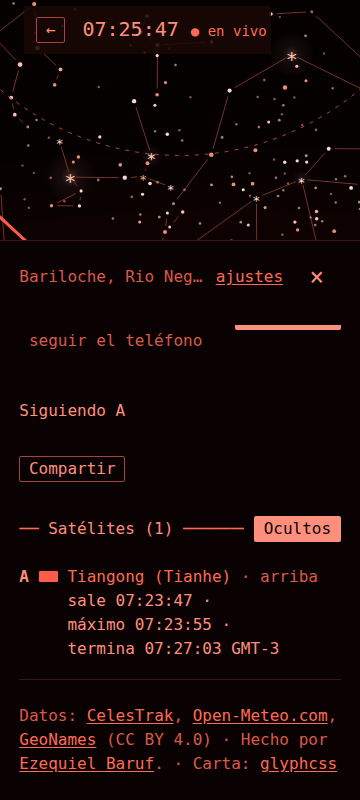 ← 07:25:47 ● en vivo
Bariloche, Rio Neg… ajustes ×
seguir el teléfono
Siguiendo A
Compartir
Satélites (1) Ocultos
A Tiangong (Tianhe) · arriba
sale 07:23:47 ·
máximo 07:23:55 ·
termina 07:27:03 GMT-3
Datos: CelesTrak, Open-Meteo.com,
GeoNames (CC BY 4.0) · Hecho por
Ezequiel Baruf. · Carta: glyphcss